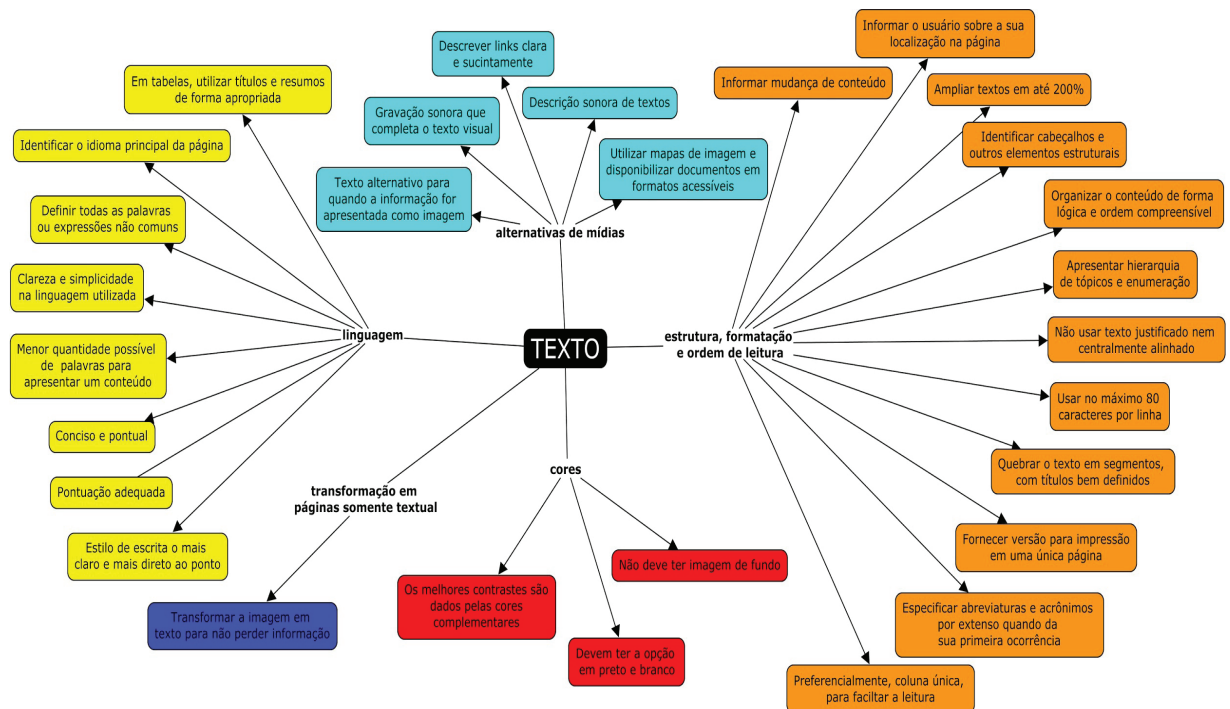 Informar o usuário sobre a sua
localização na página
Descrever links clara
e sucintamente
Em tabelas, utilizar títulos e resumos
de forma apropriada
Informar mudança de conteúdo
Ampliar textos em até 200%
Gravação sonora que
completa o texto visual
Descrição sonora de textos
Identificar o idioma principal da página
Identificar cabeçalhos e
outros elementos estruturais
Utilizar mapas de imagem e
disponibilizar documentos em
formatos acessíveis
Texto alternativo para
quando a informação for
apresentada como imagem
alternativas de mídias
Definir todas as palavras
ou expressões não comuns
Organizar o conteúdo de forma
lógica e ordem compreensível
Clareza e simplicidade
na linguagem utilizada
Apresentar hierarquia
de tópicos e enumeração
linguagem
TEXTO
estrutura, formatação
e ordem de leitura
Não usar texto justificado nem
centralmente alinhado
Menor quantidade possível
de palavras para
apresentar um conteúdo
Usar no máximo 80
caracteres por linha
Conciso e pontual
Quebrar o texto em segmentos,
com títulos bem definidos
cores
Pontuação adequada
transformação em
páginas somente textual
Fornecer versão para impressão
em uma única página
Estilo de escrita o mais
claro e mais direto ao ponto
Não deve ter imagem de fundo
Os melhores contrastes são
dados pelas cores
complementares
Transformar a imagem em
texto para não perder informação
Especificar abreviaturas e acrônimos
por extenso quando da
sua primeira ocorrência
Devem ter a opção
em preto e branco
Preferencialmente, coluna única,
para faciltar a leitura